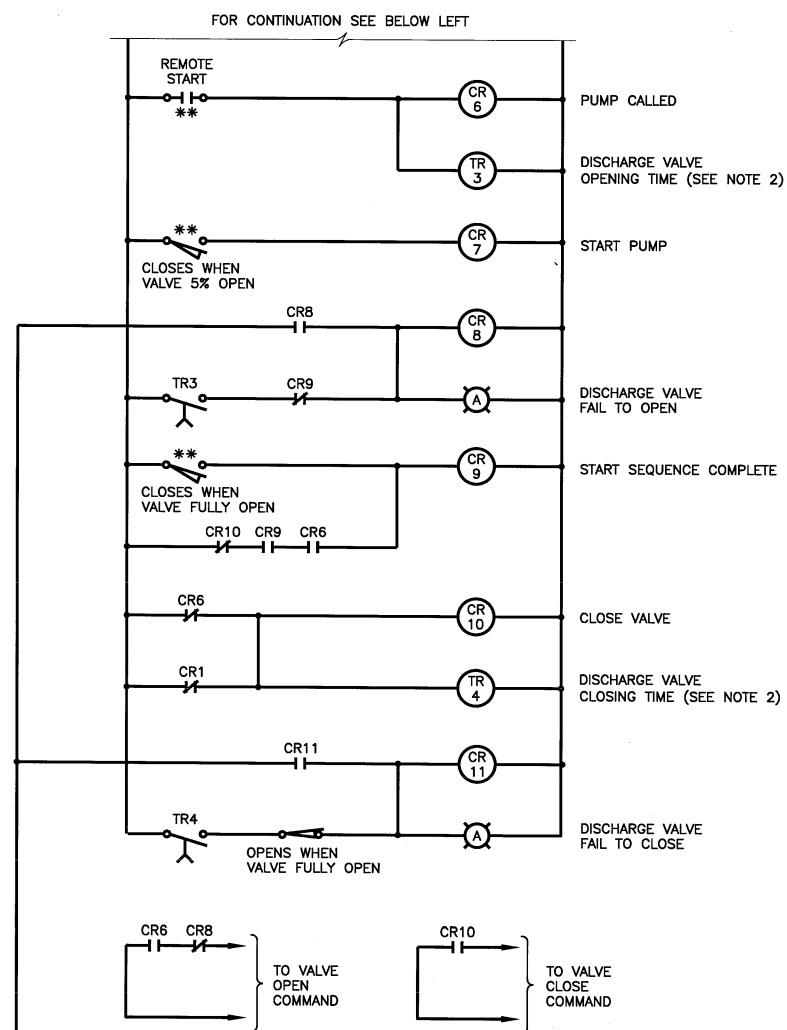 FOR CONTINUATION SEE BELOW LEFT
REMOTE
START
**
CR
6
PUMP CALLED
TR
3
DISCHARGE VALVE
OPENING TIME (SEE NOTE 2)
**
CLOSES WHEN
VALVE 5% OPEN
CR
7
START PUMP
CR8
CR
8
TR3
CR9
A
DISCHARGE VALVE
FAIL TO OPEN
**
CLOSES WHEN
VALVE FULLY OPEN
CR
9
START SEQUENCE COMPLETE
CR10 CR9 CR6
CR6
CR
10
CLOSE VALVE
CR1
TR
4
DISCHARGE VALVE
CLOSING TIME (SEE NOTE 2)
CR11
CR
11
TR4
OPENS WHEN
VALVE FULLY OPEN
A
DISCHARGE VALVE
FAIL TO CLOSE
CR6 CR8
TO VALVE
OPEN
COMMAND
CR10
TO VALVE
CLOSE
COMMAND